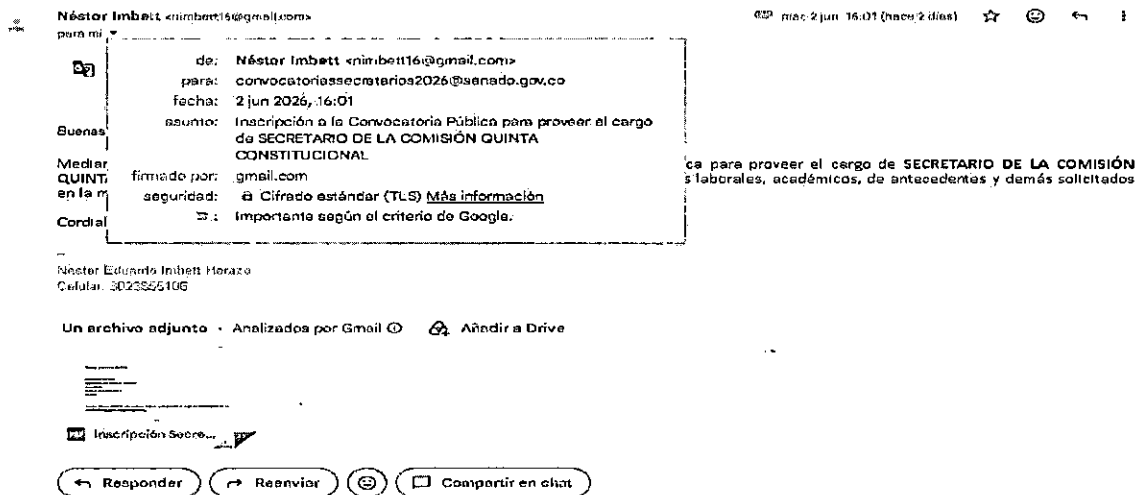 Néstor Imbett <nimbett16@gmail.com>
mar, 2 jun, 16:01 (hace 2 días)
para mí
de: Néstor Imbett <nimbett16@gmail.com>
para: convocatoriassecretarios2026@senado.gov.co
fecha: 2 jun 2026, 16:01
asunto: Inscripción a la Convocatoria Pública para proveer el cargo
de SECRETARIO DE LA COMISIÓN QUINTA
CONSTITUCIONAL
firmado por: gmail.com
seguridad: Cifrado estándar (TLS) Más información
: Importante según el criterio de Google.
Buenas
Median ca para proveer el cargo de SECRETARIO DE LA COMISIÓN
QUINTA s laborales, académicos, de antecedentes y demás solicitados
en la m
Cordial
--
Néstor Eduardo Imbett Herazo
Celular:
Un archivo adjunto • Analizados por Gmail Añadir a Drive
PDF Inscripción Secre...
Responder Reenviar Compartir en chat